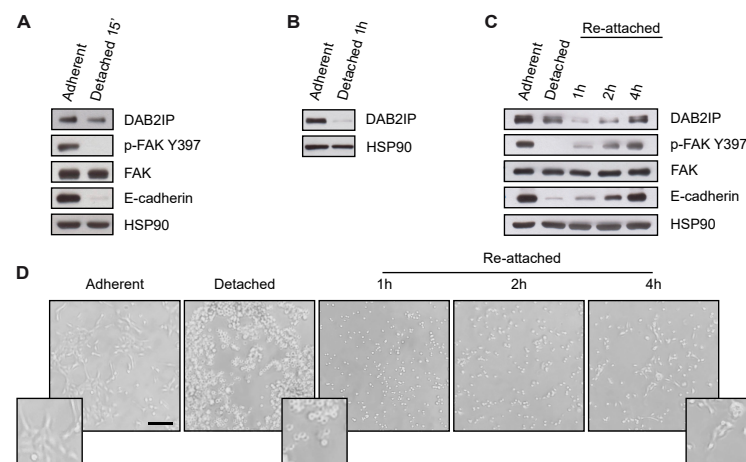 A
Adherent
Detached 15'
DAB2IP
p-FAK Y397
FAK
E-cadherin
HSP90
B
Adherent
Detached 1h
DAB2IP
HSP90
C
Re-attached
Adherent
Detached
1h
2h
4h
DAB2IP
p-FAK Y397
FAK
E-cadherin
HSP90
D
Re-attached
Adherent
Detached
1h
2h
4h